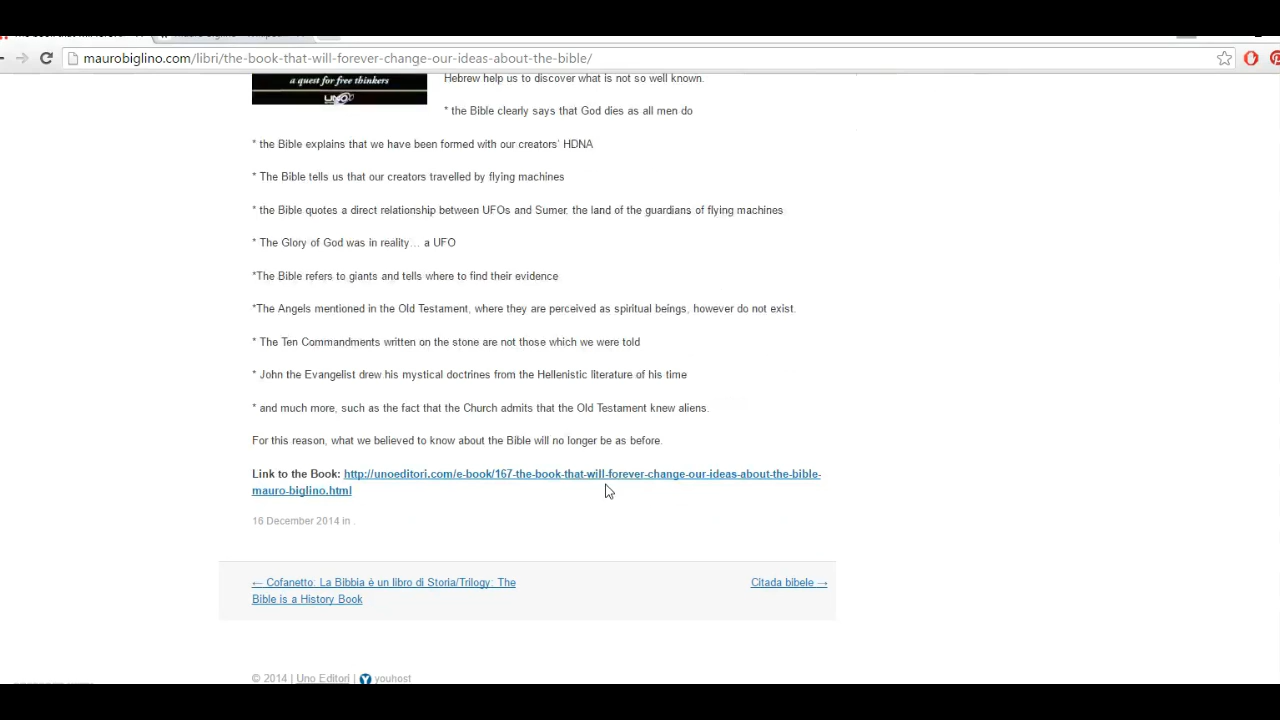 maurobiglino.com/libri/the-book-that-will-forever-change-our-ideas-about-the-bible/
a quest for free thinkers
UNO
Hebrew help us to discover what is not so well known.
* the Bible clearly says that God dies as all men do
* the Bible explains that we have been formed with our creators' HDNA
* The Bible tells us that our creators travelled by flying machines
* the Bible quotes a direct relationship between UFOs and Sumer, the land of the guardians of flying machines
* The Glory of God was in reality… a UFO
*The Bible refers to giants and tells where to find their evidence
*The Angels mentioned in the Old Testament, where they are perceived as spiritual beings, however do not exist.
* The Ten Commandments written on the stone are not those which we were told
* John the Evangelist drew his mystical doctrines from the Hellenistic literature of his time
* and much more, such as the fact that the Church admits that the Old Testament knew aliens.
For this reason, what we believed to know about the Bible will no longer be as before.
Link to the Book: http://unoeditori.com/e-book/167-the-book-that-will-forever-change-our-ideas-about-the-bible-
mauro-biglino.html
16 December 2014 in .
← Cofanetto: La Bibbia è un libro di Storia/Trilogy: The
Bible is a History Book
Citada bibele →
© 2014 | Uno Editori | youhost